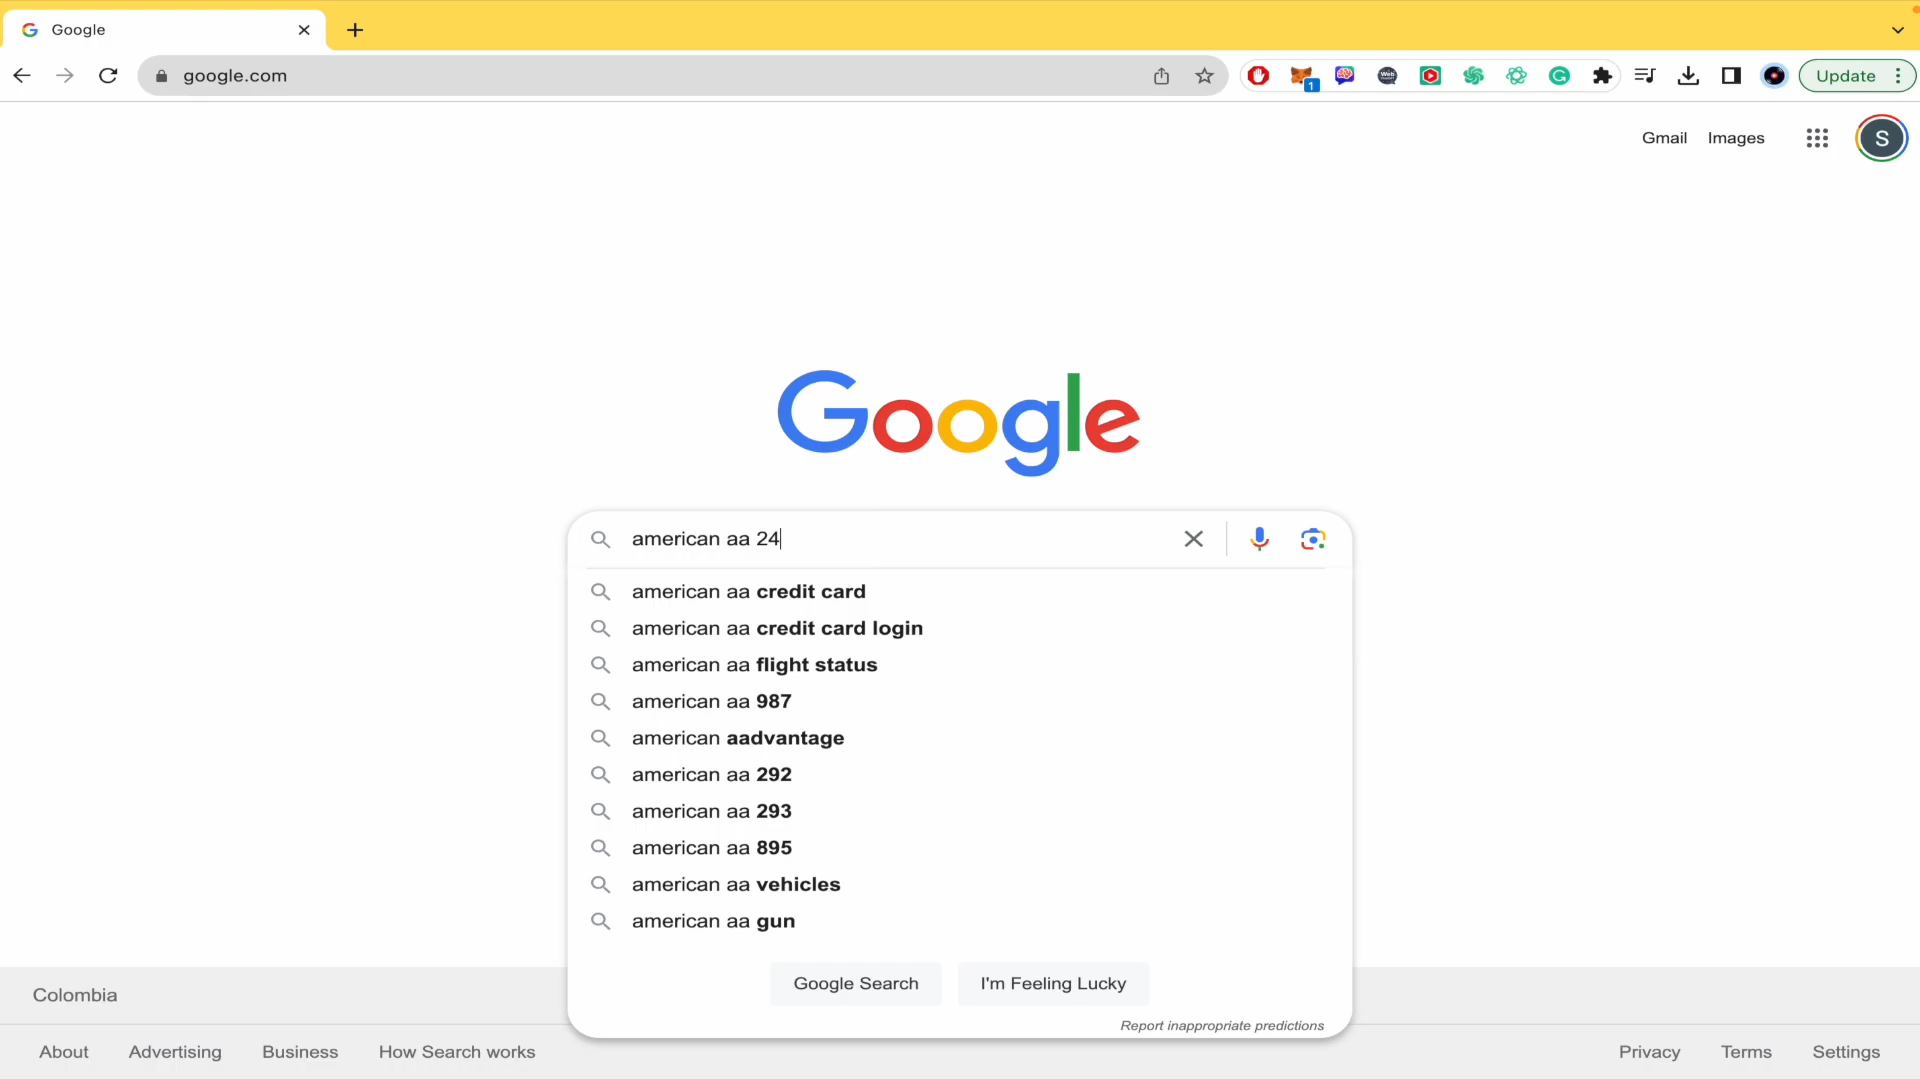 Google
google.com
1
Web
Update
Gmail Images
S
Google
american aa 24
american aa credit card
american aa credit card login
american aa flight status
american aa 987
american aadvantage
american aa 292
american aa 293
american aa 895
american aa vehicles
american aa gun
Google Search I'm Feeling Lucky
Report inappropriate predictions
Colombia
About Advertising Business How Search works Privacy Terms Settings